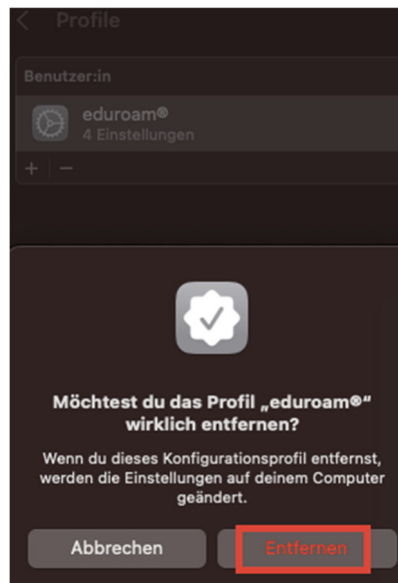 Profile
Benutzer:in
eduroam®
4 Einstellungen
Möchtest du das Profil „eduroam®“
wirklich entfernen?
Wenn du dieses Konfigurationsprofil entfernst,
werden die Einstellungen auf deinem Computer
geändert.
Abbrechen
Entfernen